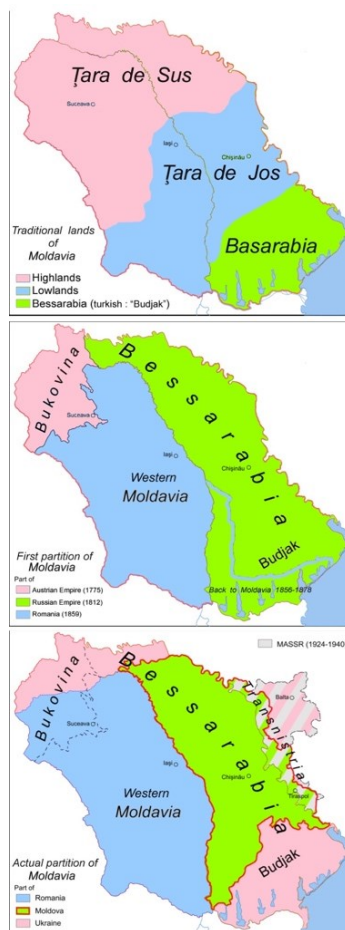 Țara de Sus
Suceava
Iași
Chișinău
Țara de Jos
Basarabia
Traditional lands
of
Moldavia
Highlands
Lowlands
Bessarabia (turkish : "Budjak")
Bukovina
Bessarabia
Suceava
Iași
Chișinău
Western
Moldavia
Budjak
Back to Moldavia 1856-1878
First partition of
Moldavia
Part of
Austrian Empire (1775)
Russian Empire (1812)
Romania (1859)
MASSR (1924-1940)
Bukovina
Bessarabia
Transnistria
Balta
Suceava
Iași
Chișinău
Tiraspol
Western
Moldavia
Budjak
Actual partition of
Moldavia
Part of
Romania
Moldova
Ukraine